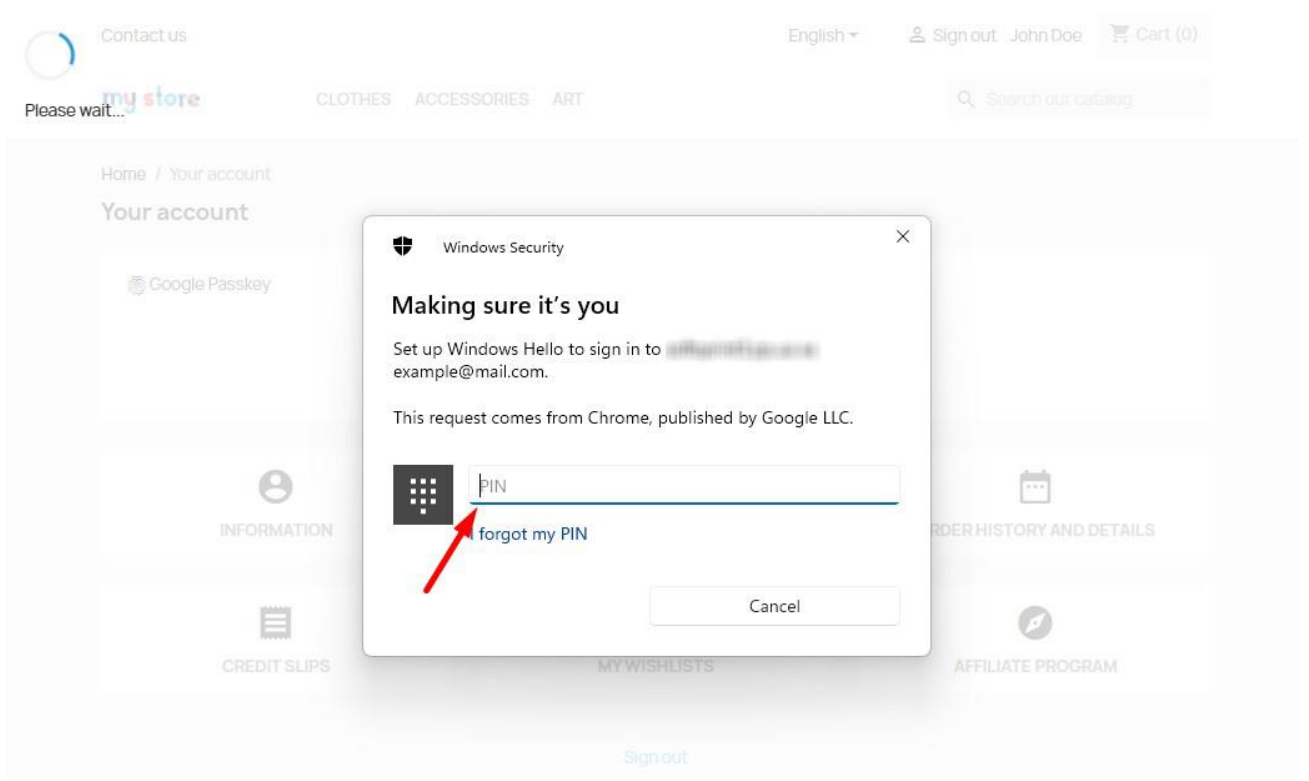 Contact us
English
Sign out John Doe
Cart (0)
Please wait...
my store
CLOTHES ACCESSORIES ART
Search our catalog
Home / Your account
Your account
Google Passkey
Windows Security
Making sure it's you
Set up Windows Hello to sign in to
example@mail.com.
This request comes from Chrome, published by Google LLC.
PIN
I forgot my PIN
Cancel
INFORMATION
RDER HISTORY AND DETAILS
CREDIT SLIPS
MY WISHLISTS
AFFILIATE PROGRAM
Sign out